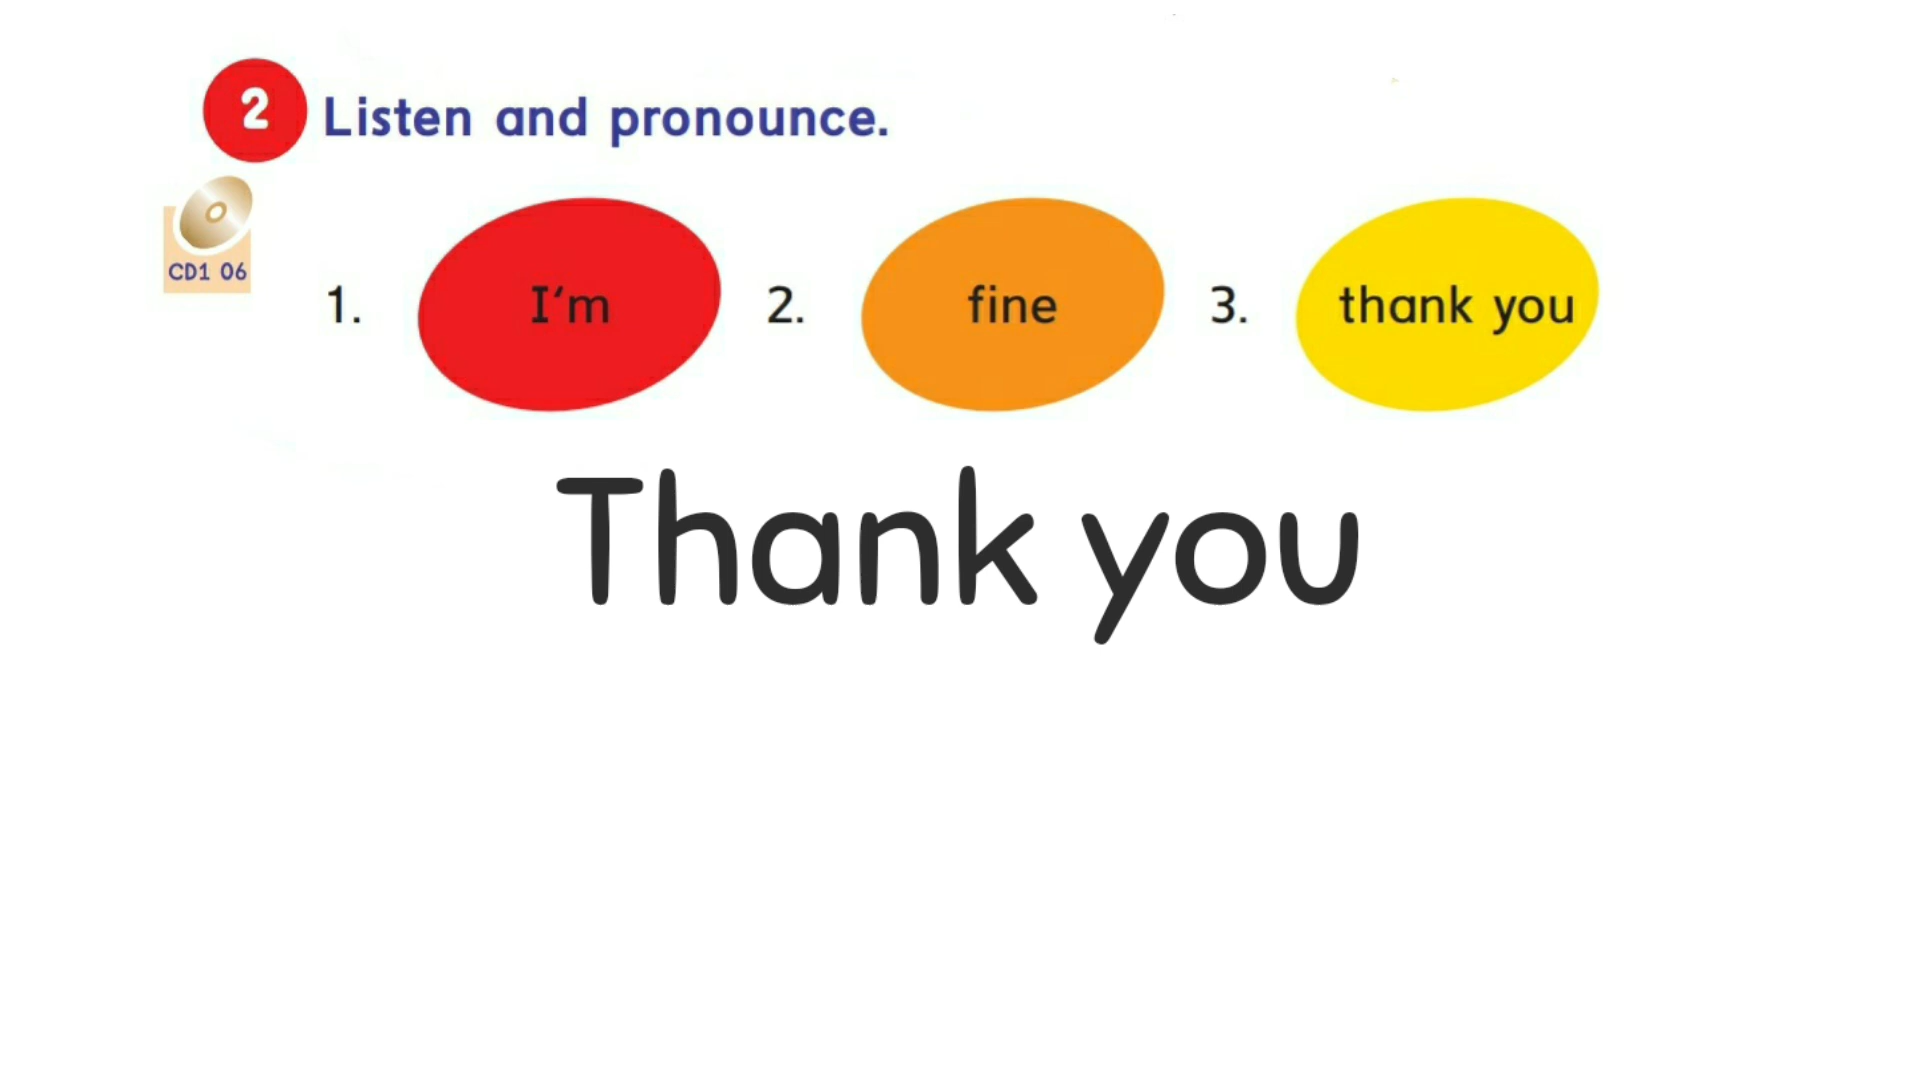 2 Listen and pronounce.
CD1 06
1. I‘m 2. fine 3. thank you
Thank you